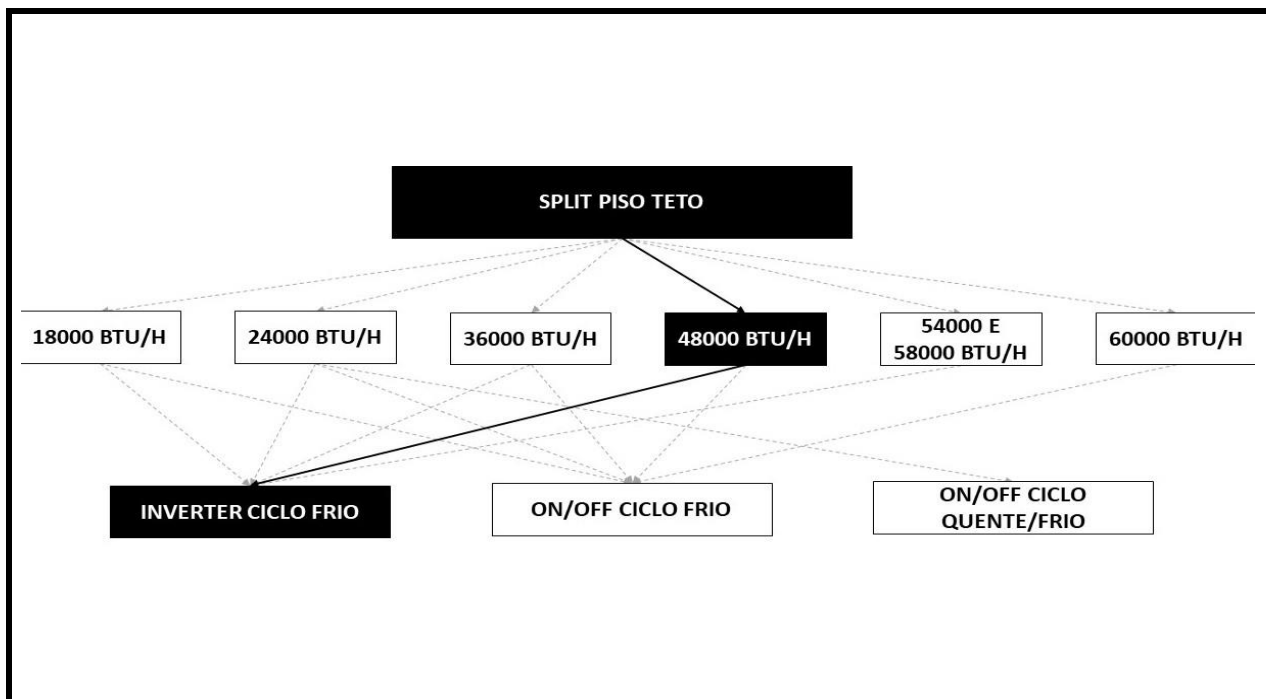 SPLIT PISO TETO
18000 BTU/H
24000 BTU/H
36000 BTU/H
48000 BTU/H
54000 E
58000 BTU/H
60000 BTU/H
INVERTER CICLO FRIO
ON/OFF CICLO FRIO
ON/OFF CICLO
QUENTE/FRIO